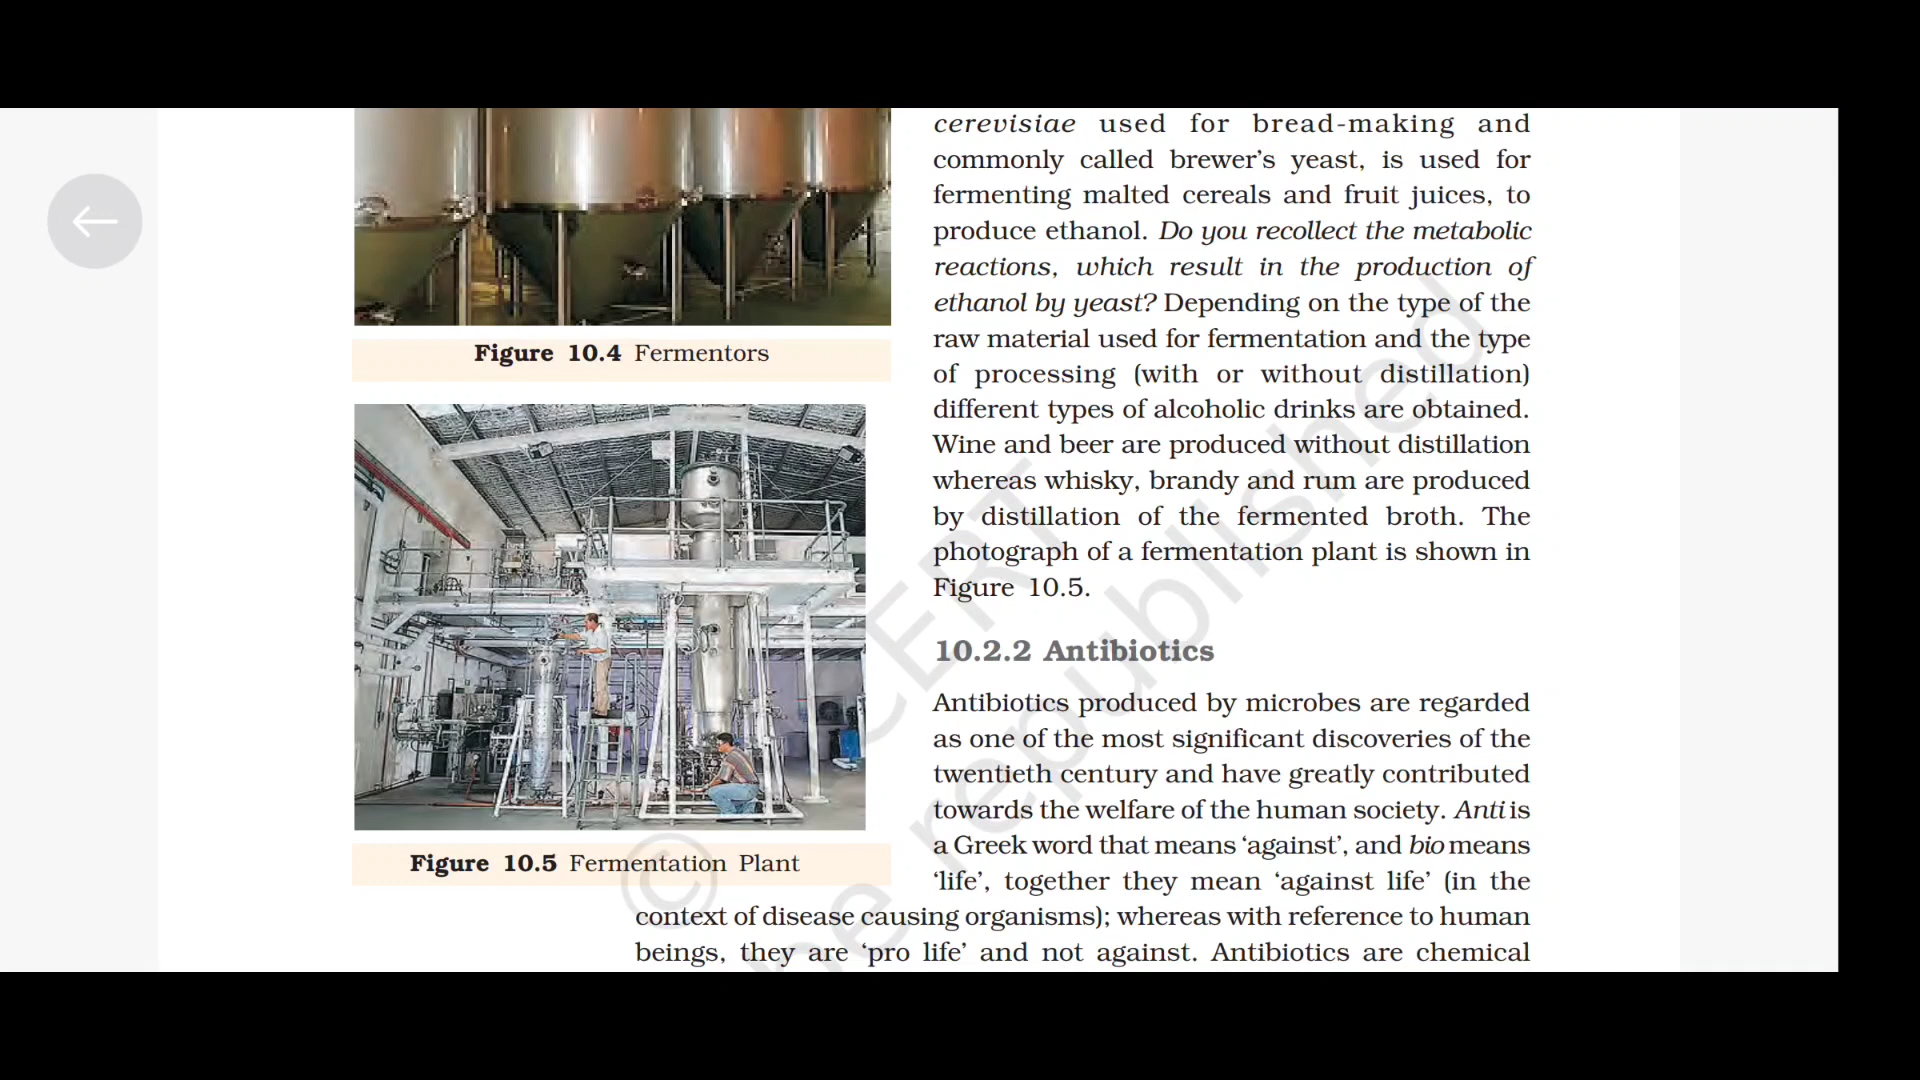 cerevisiae used for bread-making and
commonly called brewer’s yeast, is used for
fermenting malted cereals and fruit juices, to
produce ethanol. Do you recollect the metabolic
reactions, which result in the production of
ethanol by yeast? Depending on the type of the
raw material used for fermentation and the type
of processing (with or without distillation)
different types of alcoholic drinks are obtained.
Wine and beer are produced without distillation
whereas whisky, brandy and rum are produced
by distillation of the fermented broth. The
photograph of a fermentation plant is shown in
Figure 10.5.
Figure 10.4 Fermentors
Figure 10.5 Fermentation Plant
10.2.2 Antibiotics
Antibiotics produced by microbes are regarded
as one of the most significant discoveries of the
twentieth century and have greatly contributed
towards the welfare of the human society. Anti is
a Greek word that means ‘against’, and bio means
‘life’, together they mean ‘against life’ (in the
context of disease causing organisms); whereas with reference to human
beings, they are ‘pro life’ and not against. Antibiotics are chemical
republished